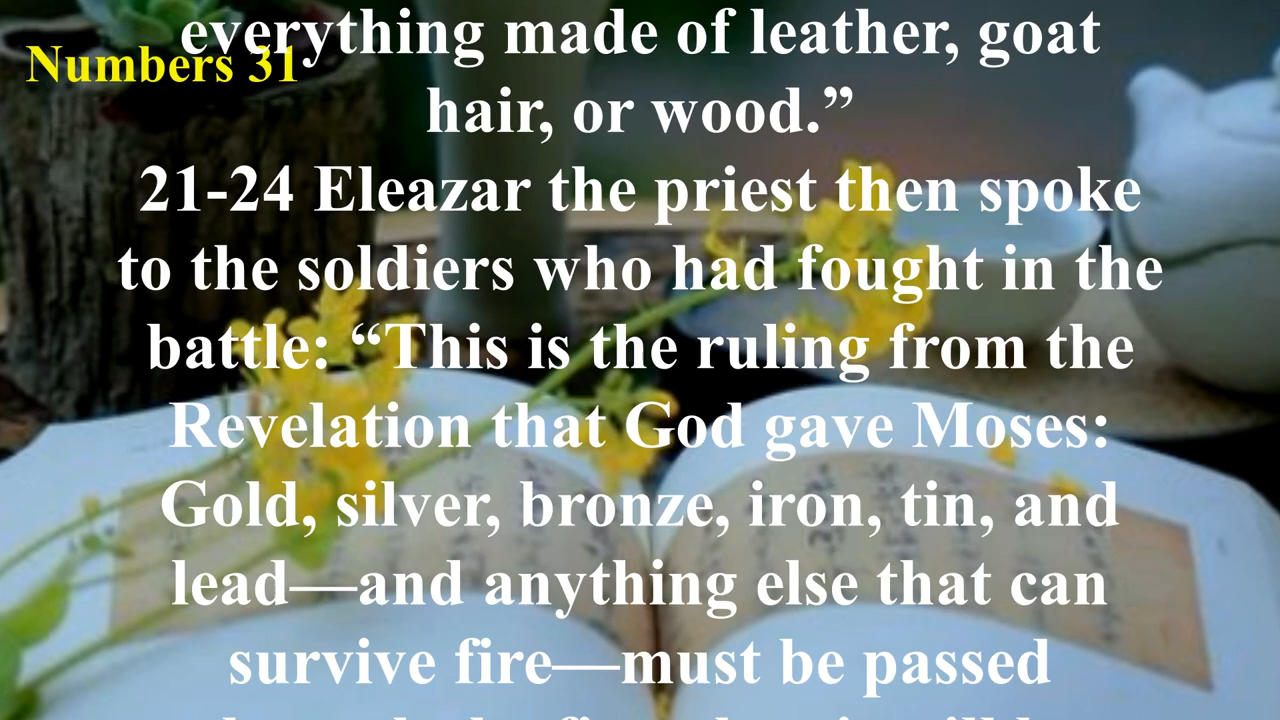 Numbers 31
everything made of leather, goat
hair, or wood.”
21-24 Eleazar the priest then spoke
to the soldiers who had fought in the
battle: “This is the ruling from the
Revelation that God gave Moses:
Gold, silver, bronze, iron, tin, and
lead—and anything else that can
survive fire—must be passed